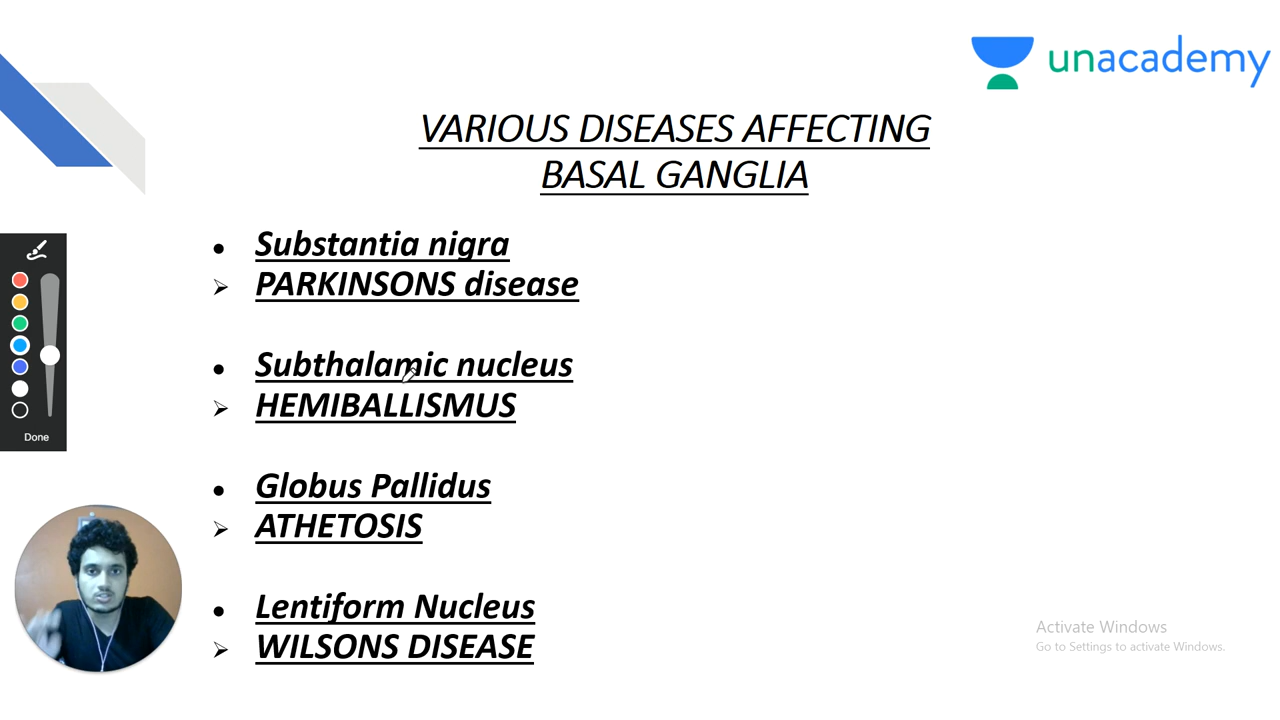 unacademy
VARIOUS DISEASES AFFECTING
BASAL GANGLIA
Substantia nigra
PARKINSONS disease
Subthalamic nucleus
HEMIBALLISMUS
Globus Pallidus
ATHETOSIS
Lentiform Nucleus
WILSONS DISEASE
Done
Activate Windows
Go to Settings to activate Windows.